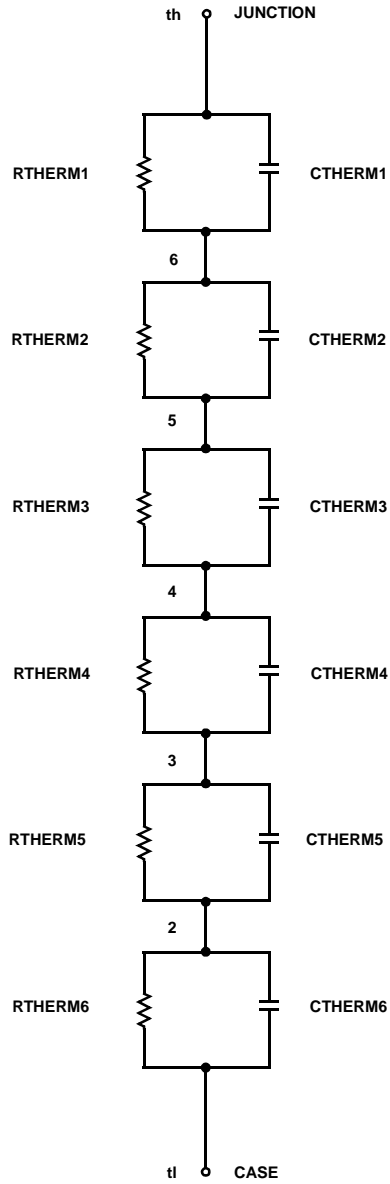 th JUNCTION
RTHERM1 CTHERM1
6
RTHERM2 CTHERM2
5
RTHERM3 CTHERM3
4
RTHERM4 CTHERM4
3
RTHERM5 CTHERM5
2
RTHERM6 CTHERM6
tl CASE